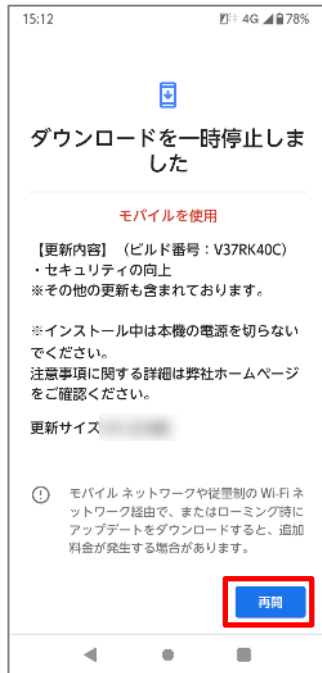 15:12 4G 78%
ダウンロードを一時停止しま
した
モバイルを使用
【更新内容】（ビルド番号：V37RK40C）
・セキュリティの向上
※その他の更新も含まれております。
※インストール中は本機の電源を切らない
でください。
注意事項に関する詳細は弊社ホームページ
をご確認ください。
更新サイズ
モバイル ネットワークや従量制の Wi-Fi ネ
ットワーク経由で、またはローミング時に
アップデートをダウンロードすると、追加
料金が発生する場合があります。
再開